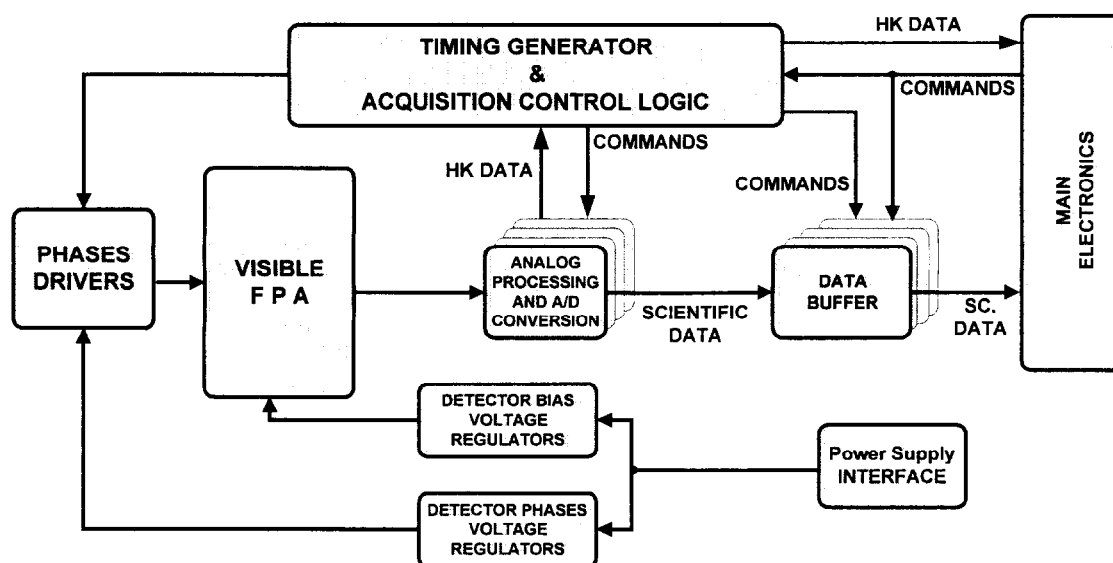 TIMING GENERATOR
&
ACQUISITION CONTROL LOGIC
HK DATA
COMMANDS
MAIN
ELECTRONICS
HK DATA
COMMANDS
COMMANDS
PHASES
DRIVERS
VISIBLE
F P A
ANALOG
PROCESSING
AND A/D
CONVERSION
SCIENTIFIC
DATA
DATA
BUFFER
SC.
DATA
DETECTOR BIAS
VOLTAGE
REGULATORS
Power Supply
INTERFACE
DETECTOR PHASES
VOLTAGE
REGULATORS